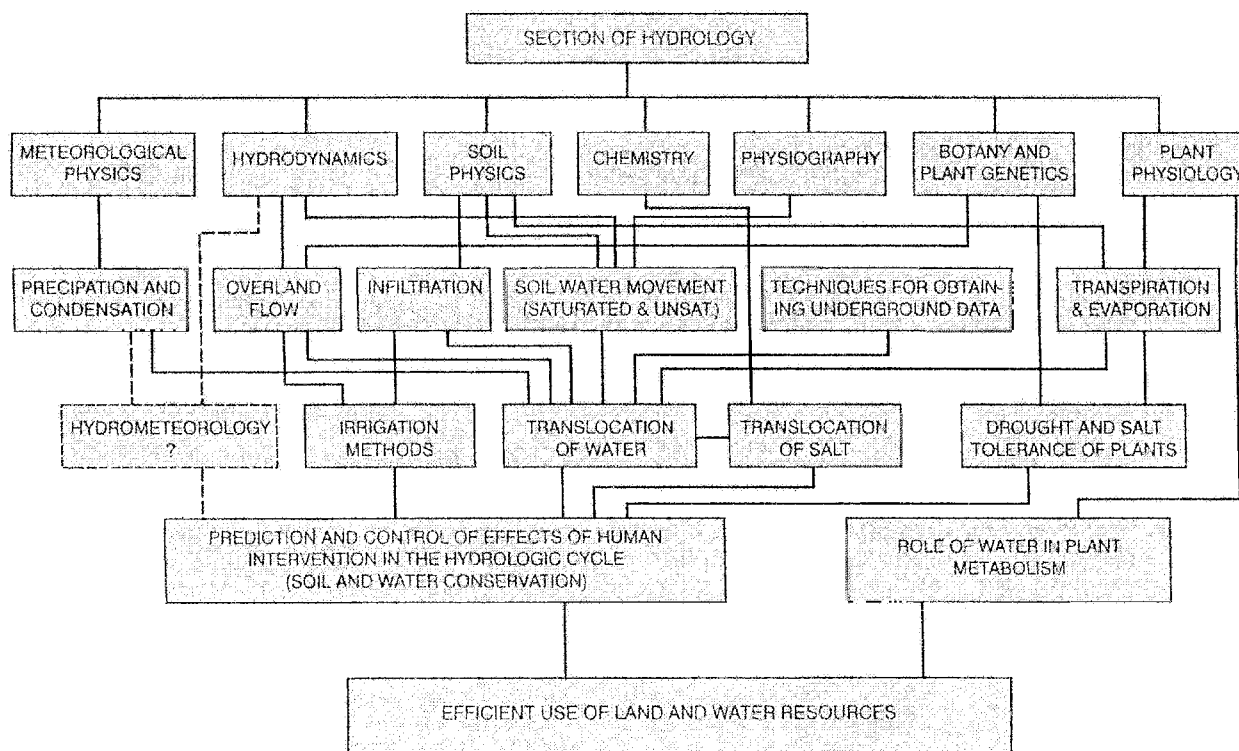 SECTION OF HYDROLOGY
METEOROLOGICAL
PHYSICS
HYDRODYNAMICS
SOIL
PHYSICS
CHEMISTRY
PHYSIOGRAPHY
BOTANY AND
PLANT GENETICS
PLANT
PHYSIOLOGY
PRECIPATION AND
CONDENSATION
OVERLAND
FLOW
INFILTRATION
SOIL WATER MOVEMENT
(SATURATED & UNSAT.)
TECHNIQUES FOR OBTAIN-
ING UNDERGROUND DATA
TRANSPIRATION
& EVAPORATION
HYDROMETEOROLOGY
?
IRRIGATION
METHODS
TRANSLOCATION
OF WATER
TRANSLOCATION
OF SALT
DROUGHT AND SALT
TOLERANCE OF PLANTS
PREDICTION AND CONTROL OF EFFECTS OF HUMAN
INTERVENTION IN THE HYDROLOGIC CYCLE
(SOIL AND WATER CONSERVATION)
ROLE OF WATER IN PLANT
METABOLISM
EFFICIENT USE OF LAND AND WATER RESOURCES